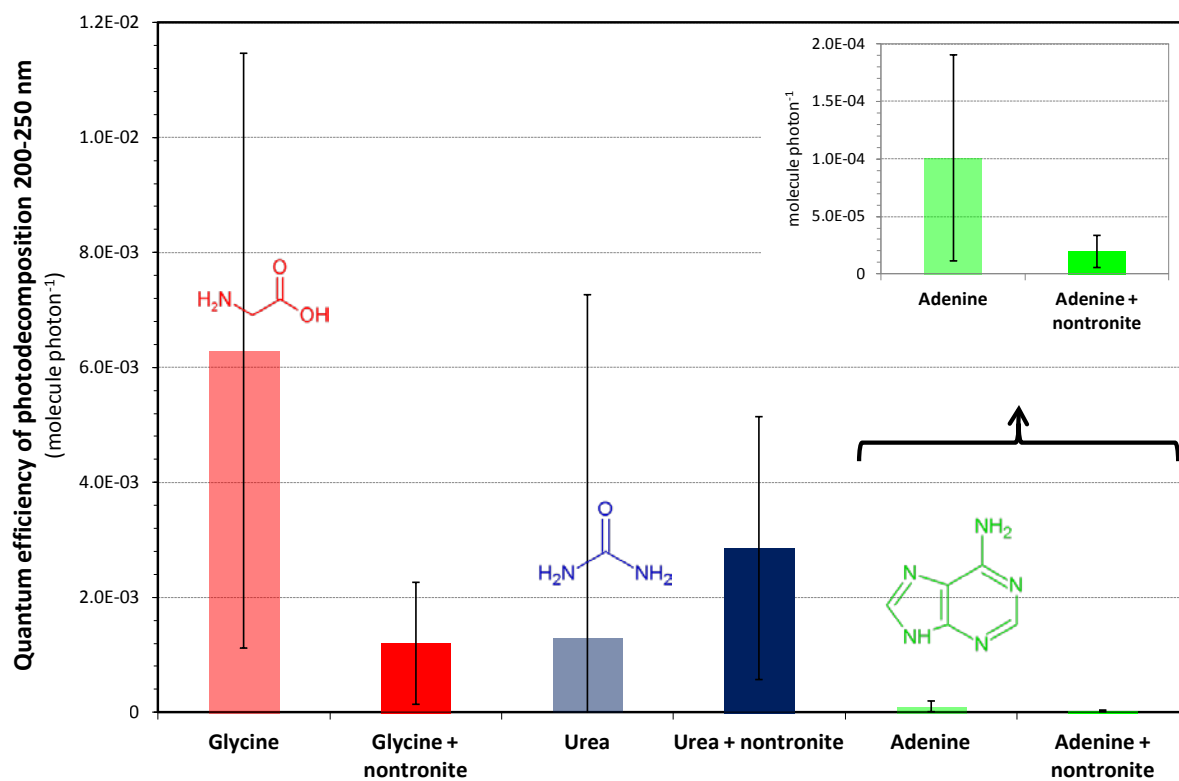 Quantum efficiency of photodecomposition 200-250 nm
(molecule photon⁻¹)
1.2E-02
1.0E-02
8.0E-03
6.0E-03
4.0E-03
2.0E-03
0
H₂N
O
OH
H₂N
O
NH₂
NH₂
N
N
NH
N
Glycine
Glycine +
nontronite
Urea
Urea + nontronite
Adenine
Adenine +
nontronite
molecule photon⁻¹
2.0E-04
1.5E-04
1.0E-04
5.0E-05
0
Adenine
Adenine +
nontronite